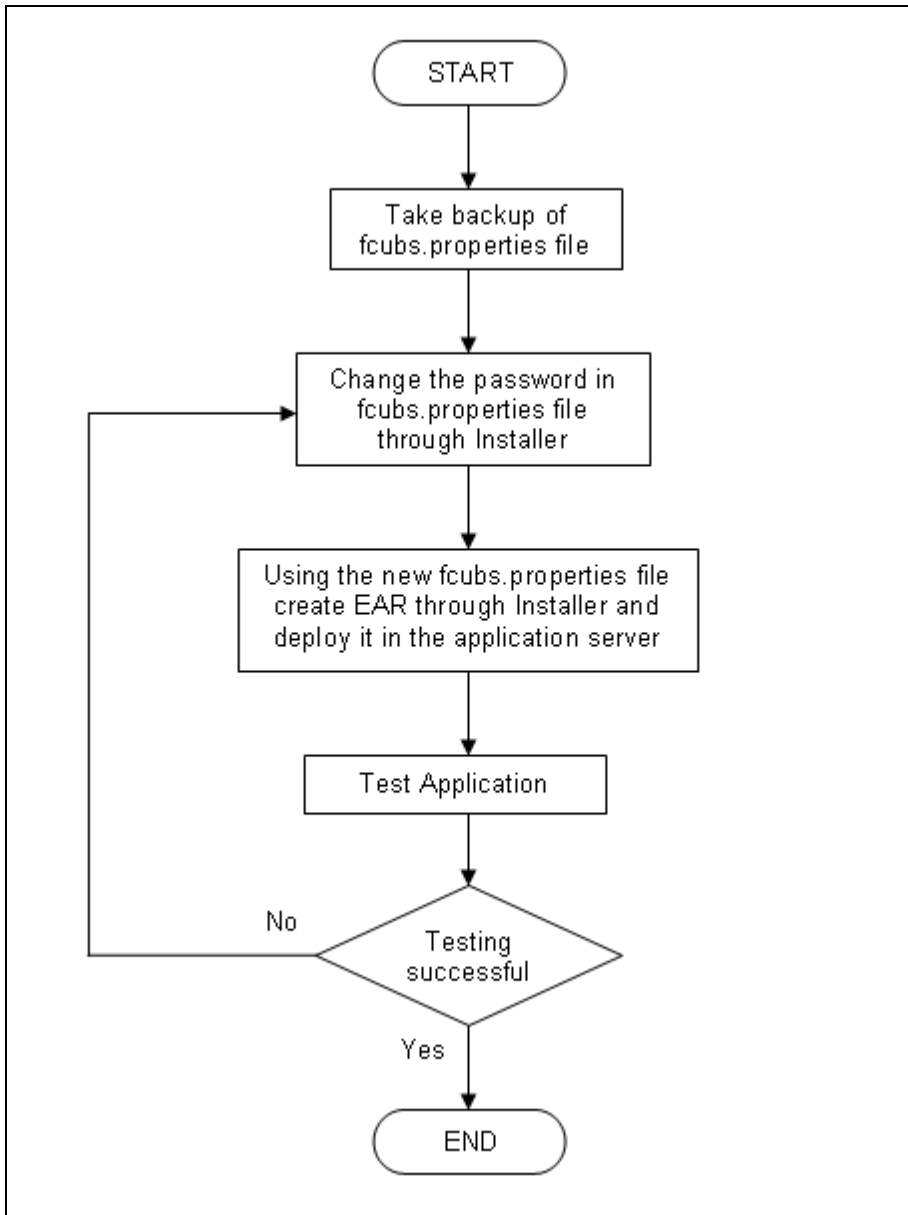 START
Take backup of
fcubs.properties file
Change the password in
fcubs.properties file
through Installer
Using the new fcubs.properties file
create EAR through Installer and
deploy it in the application server
Test Application
No
Testing
successful
Yes
END